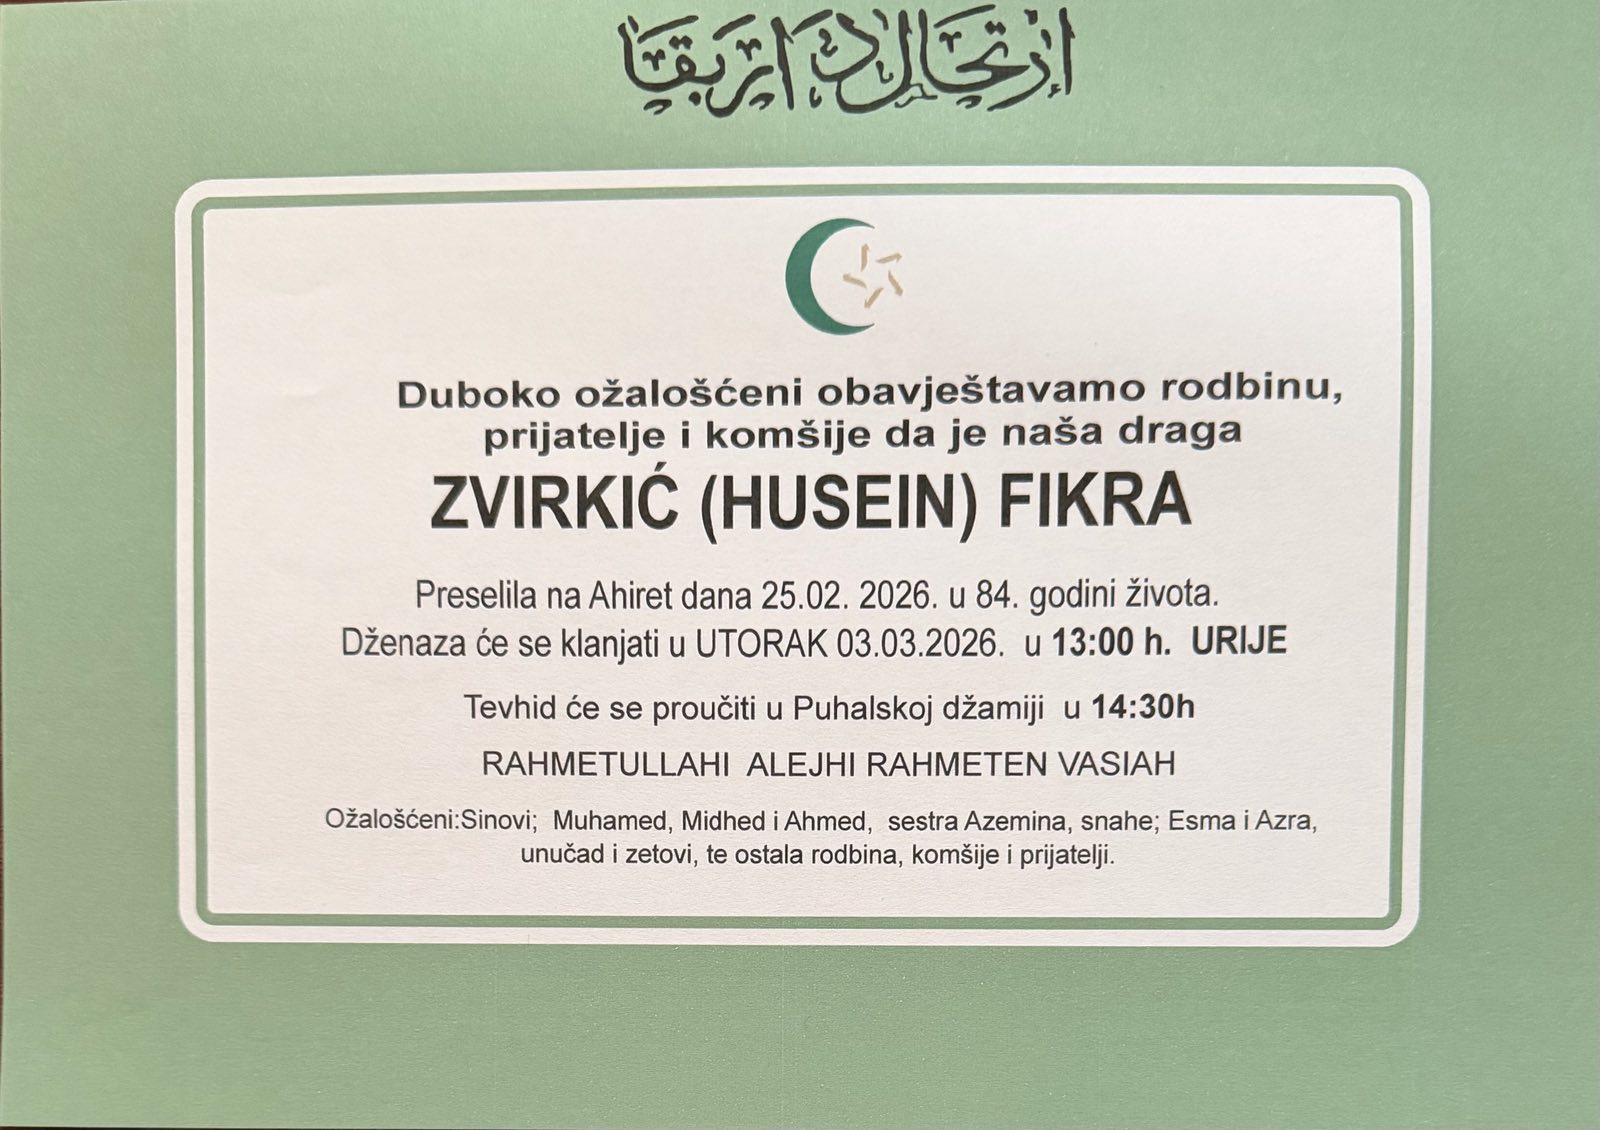 إرتحال دار بقا
Duboko ožalošćeni obavještavamo rodbinu,
prijatelje i komšije da je naša draga
ZVIRKIĆ (HUSEIN) FIKRA
Preselila na Ahiret dana 25.02. 2026. u 84. godini života.
Dženaza će se klanjati u UTORAK 03.03.2026. u 13:00 h. URIJE
Tevhid će se proučiti u Puhalskoj džamiji u 14:30h
RAHMETULLAHI ALEJHI RAHMETEN VASIAH
Ožalošćeni:Sinovi; Muhamed, Midhed i Ahmed, sestra Azemina, snahe; Esma i Azra,
unučad i zetovi, te ostala rodbina, komšije i prijatelji.